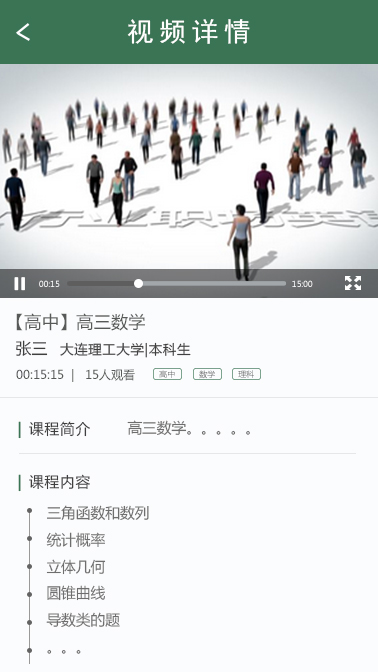 视频详情
00:15
15:00
【高中】高三数学
张三 大连理工大学|本科生
00:15:15 | 15人观看 高中 数学 理科
课程简介 高三数学。。。。。
课程内容
三角函数和数列
统计概率
立体几何
圆锥曲线
导数类的题
。。。